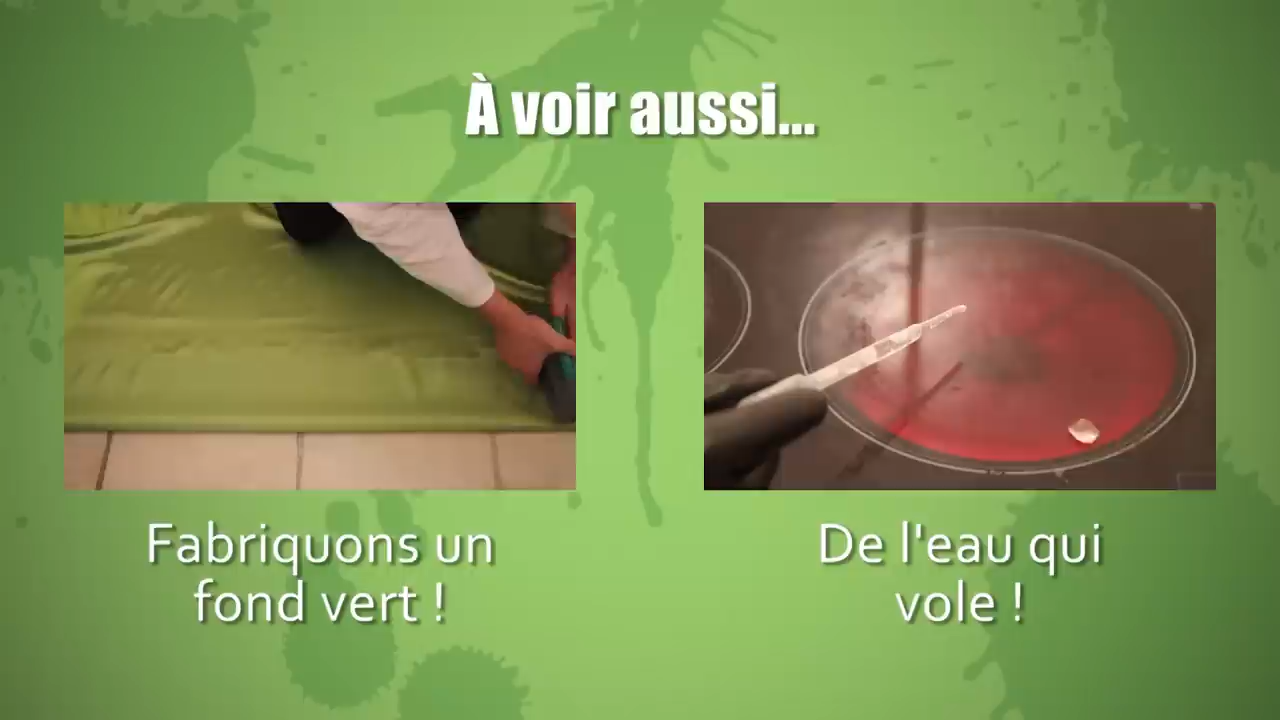 À voir aussi...
Fabriquons un
fond vert !
De l'eau qui
vole !